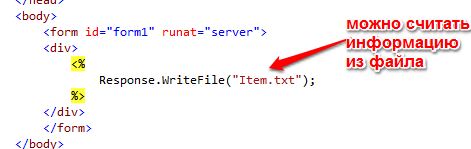 </head>
<body>
<form id="form1" runat="server">
<div>
<%
Response.WriteFile("Item.txt");
%>
</div>
</form>
</body>
можно считать
информацию
из файла